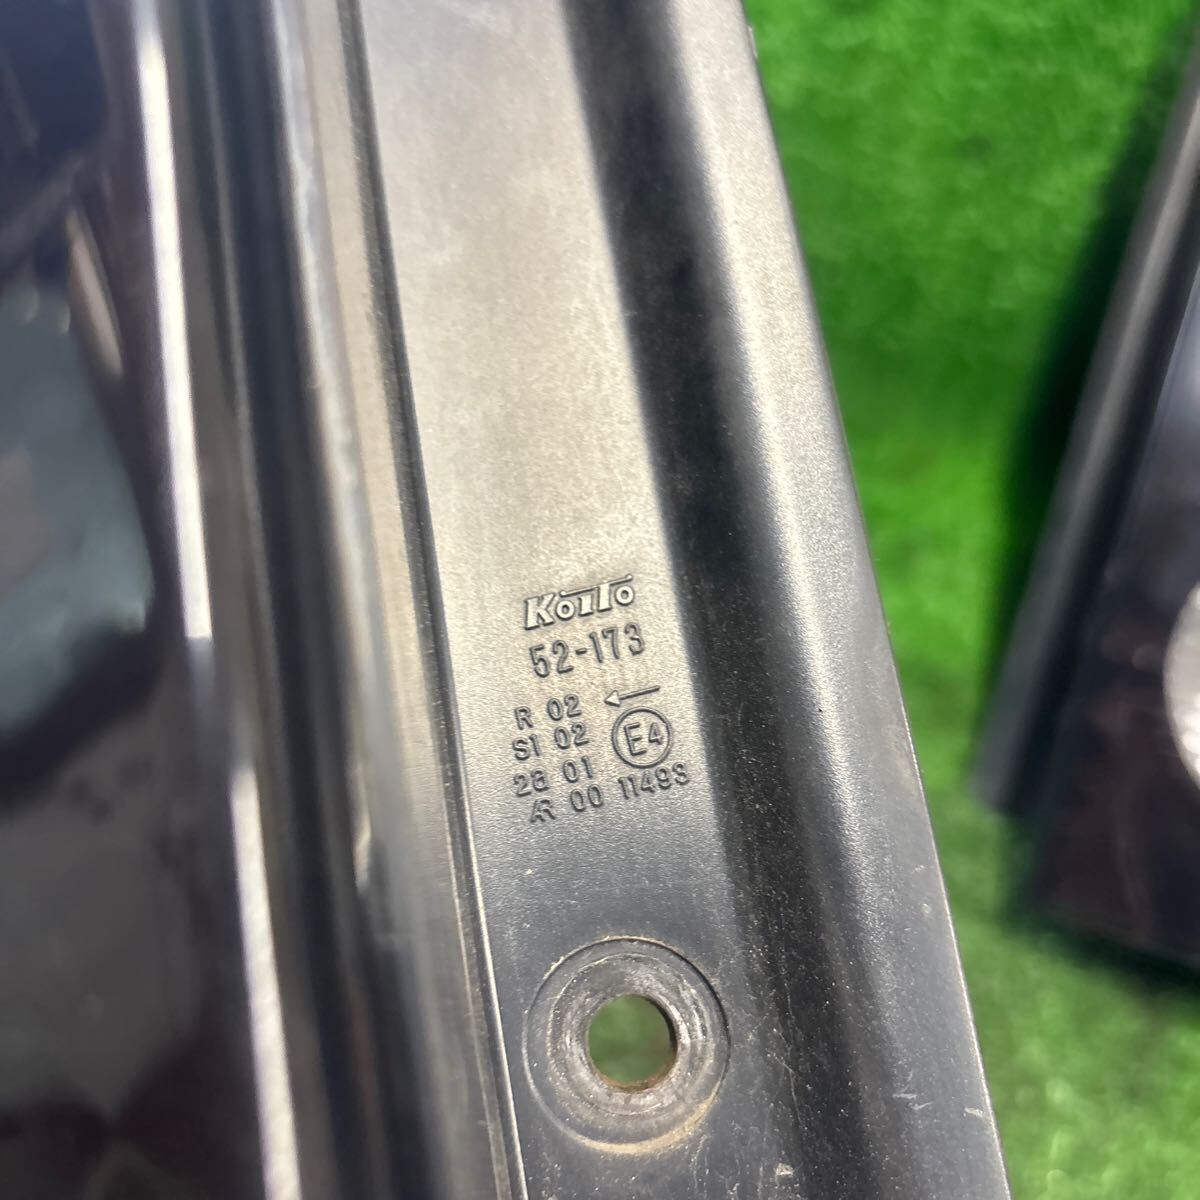 KOITO
52-173
R 02 ←
S1 02
E4
2a 01
AR 00 11493